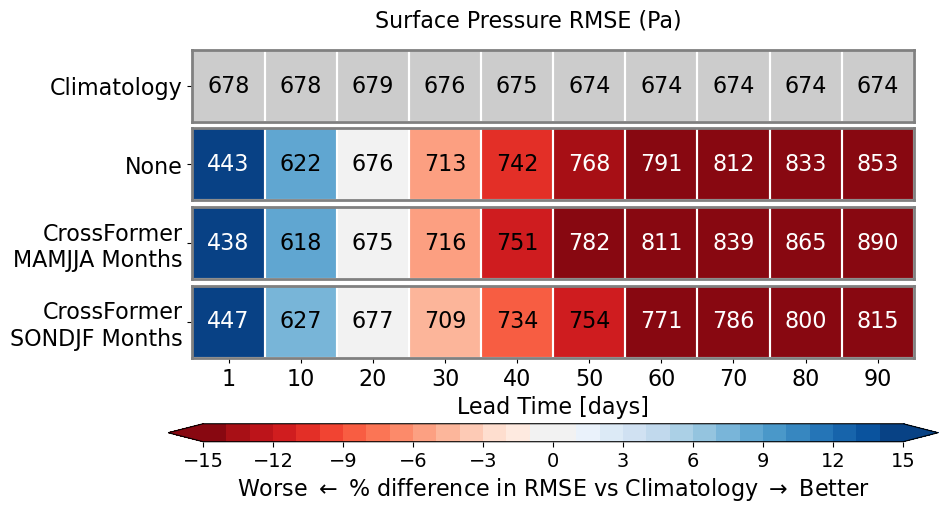 Surface Pressure RMSE (Pa)
Climatology 678 678 679 676 675 674 674 674 674 674
None 443 622 676 713 742 768 791 812 833 853
CrossFormer
MAMJJA Months 438 618 675 716 751 782 811 839 865 890
CrossFormer
SONDJF Months 447 627 677 709 734 754 771 786 800 815
1 10 20 30 40 50 60 70 80 90
Lead Time [days]
−15 −12 −9 −6 −3 0 3 6 9 12 15
Worse ← % difference in RMSE vs Climatology → Better